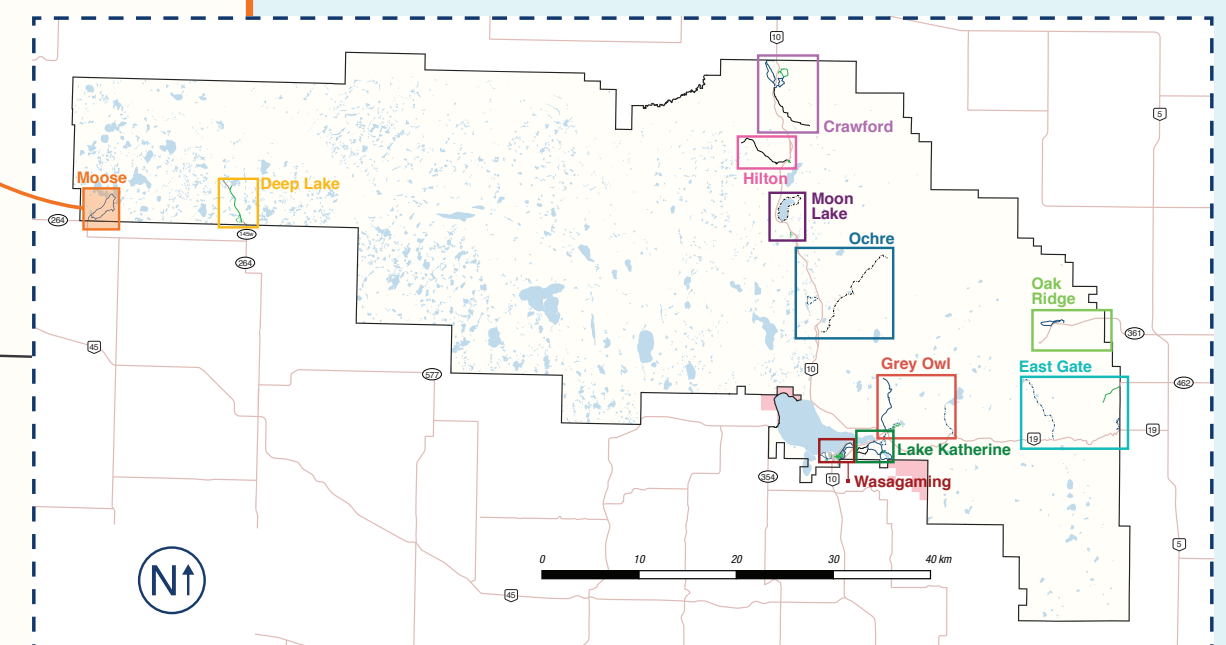 10
5
Crawford
Moose
Deep Lake
Hilton
Moon
Lake
264
145w
264
Ochre
Oak
Ridge
361
45
577
10
Grey Owl
East Gate
462
19
19
Lake Katherine
354
10
Wasagaming
5
0 10 20 30 40 km
N
45